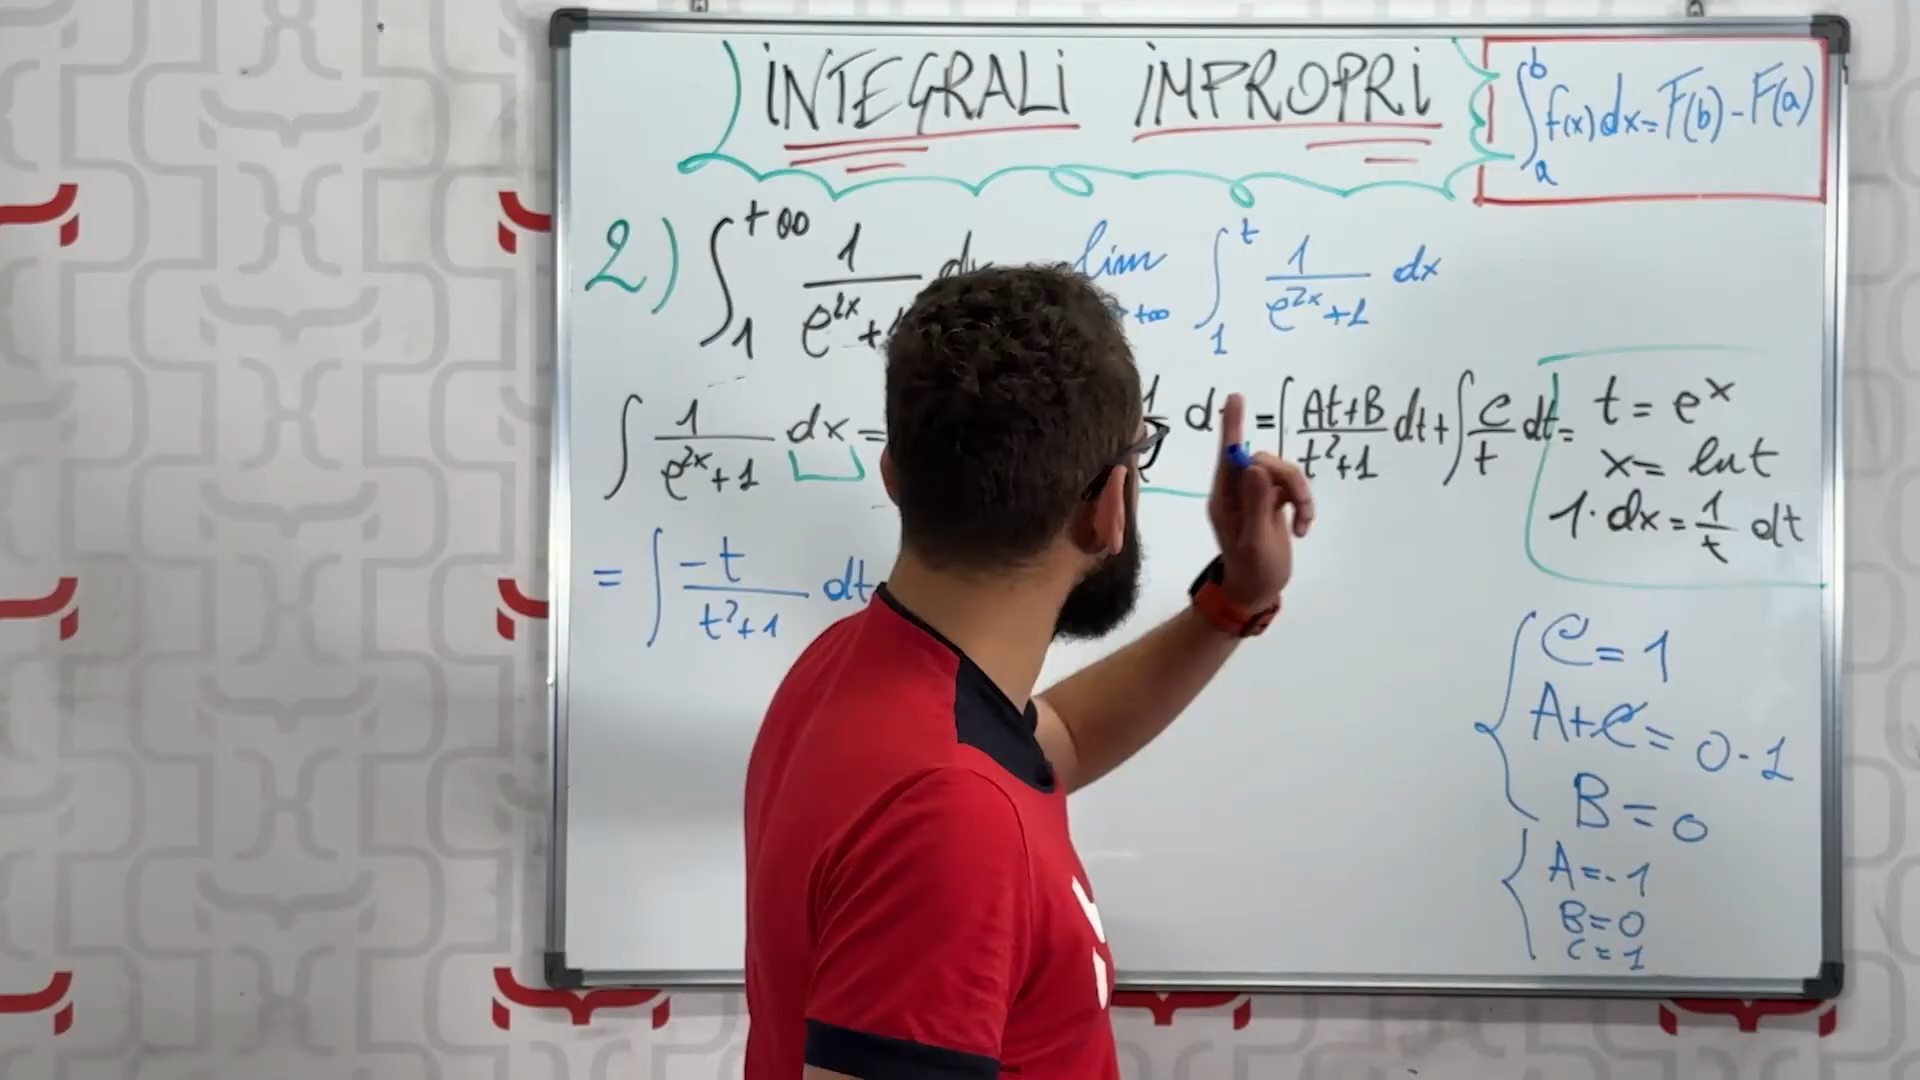 INTEGRALI IMPROPRI
∫_a^b f(x) dx = F(b) - F(a)
2) ∫_1^{+∞} 1/(e^{2x}+ lim +∞ ∫_1^t 1/(e^{2x}+1) dx
∫ 1/(e^{2x}+1) dx = = ∫ (At+B)/(t²+1) dt + ∫ C/t dt =
= ∫ -t/(t²+1) dt
t = e^x
x = ln t
1·dx = 1/t dt
C = 1
A+C = 0-1
B = 0
A = -1
B = 0
C = 1